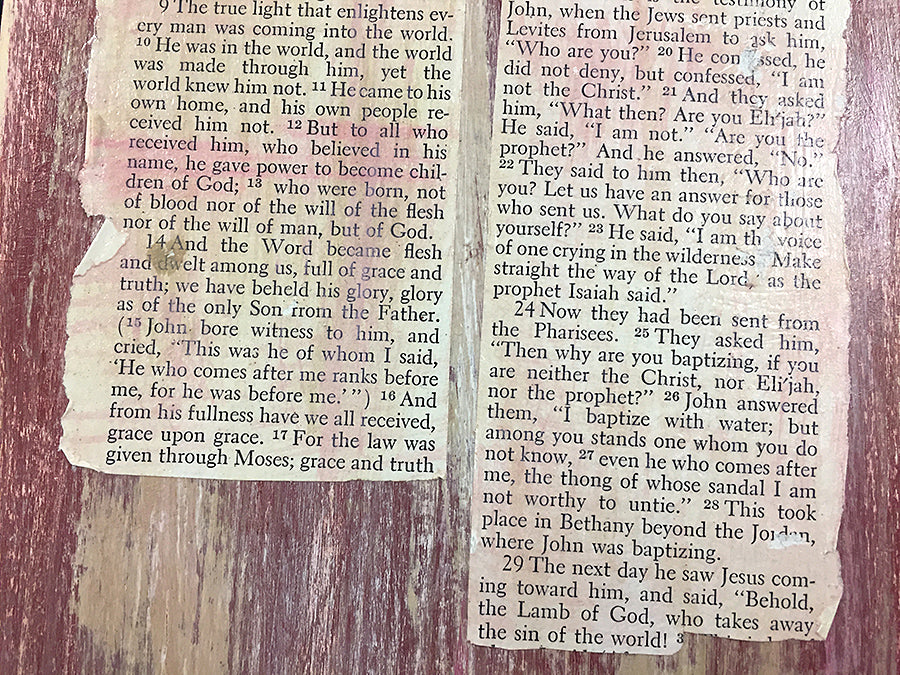 9 The true light that enlightens ev-
ery man was coming into the world.
10 He was in the world, and the world
was made through him, yet the
world knew him not. 11 He came to his
own home, and his own people re-
ceived him not. 12 But to all who
received him, who believed in his
name, he gave power to become chil-
dren of God; 13 who were born, not
of blood nor of the will of the flesh
nor of the will of man, but of God.
14 And the Word became flesh
and dwelt among us, full of grace and
truth; we have beheld his glory, glory
as of the only Son from the Father.
(15 John bore witness to him, and
cried, “This was he of whom I said,
‘He who comes after me ranks before
me, for he was before me.’ ”) 16 And
from his fullness have we all received,
grace upon grace. 17 For the law was
given through Moses; grace and truth
the testimony of
John, when the Jews sent priests and
Levites from Jerusalem to ask him,
“Who are you?” 20 He con ssed, he
did not deny, but confessed, “I am
not the Christ.” 21 And they asked
him, “What then? Are you Eli′jah?”
He said, “I am not.” “Are you the
prophet?” And he answered, “No.”
22 They said to him then, “Who are
you? Let us have an answer for those
who sent us. What do you say about
yourself?” 23 He said, “I am th voice
of one crying in the wilderness Make
straight the way of the Lord,’ as the
prophet Isaiah said.”
24 Now they had been sent from
the Pharisees. 25 They asked him,
“Then why are you baptizing, if you
are neither the Christ, nor Eli′jah,
nor the prophet?” 26 John answered
them, “I baptize with water; but
among you stands one whom you do
not know, 27 even he who comes after
me, the thong of whose sandal I am
not worthy to untie.” 28 This took
place in Bethany beyond the Jordan,
where John was baptizing.
29 The next day he saw Jesus com-
ing toward him, and said, “Behold,
the Lamb of God, who takes away
the sin of the world! 3